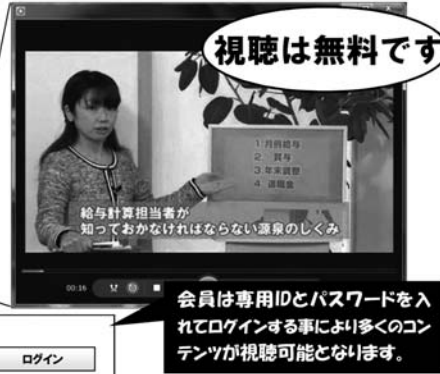 視聴は無料です
1.月例給与
2. 賞与
3.年末調整
4. 退職金
給与計算担当者が
知っておかなければならない源泉のしくみ
00:16
会員は専用IDとパスワードを入
れてログインする事により多くのコン
テンツが視聴可能となります。
ログイン